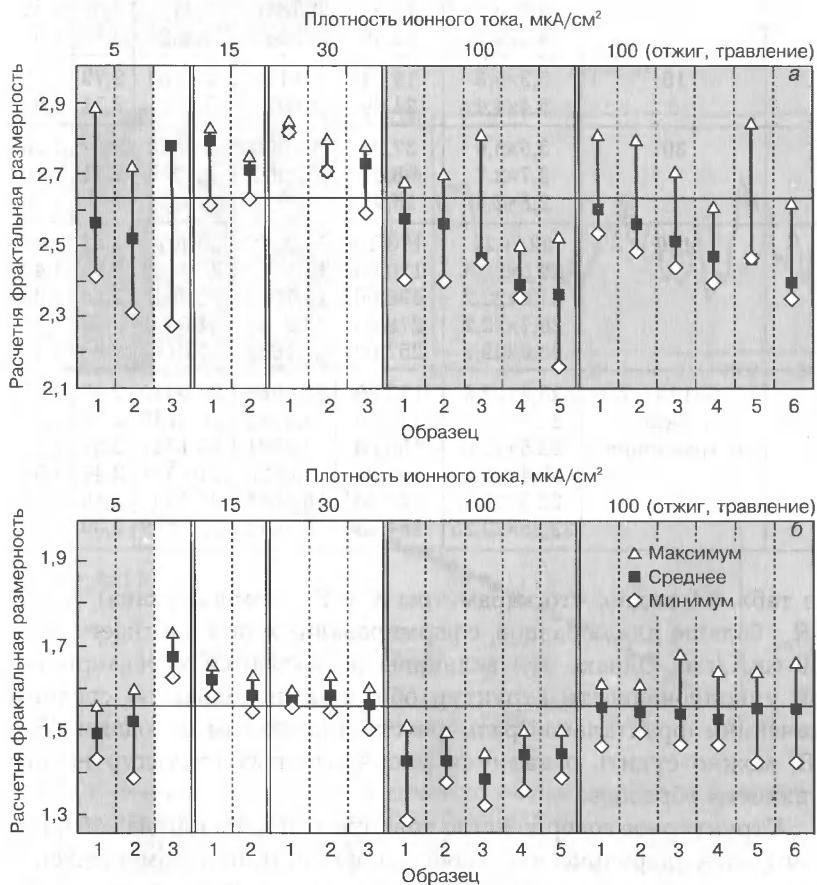 Плотность ионного тока, мкА/см²
5 15 30 100 100 (отжиг, травление)
а
Расчетня фрактальная размерность
2,9
2,7
2,5
2,3
2,1
1 2 3 1 2 1 2 3 1 2 3 4 5 1 2 3 4 5 6
Образец
Плотность ионного тока, мкА/см²
5 15 30 100 100 (отжиг, травление)
б
Расчетня фрактальная размерность
1,9
1,7
1,5
1,3
Максимум
Среднее
Минимум
1 2 3 1 2 1 2 3 1 2 3 4 5 1 2 3 4 5 6
Образец